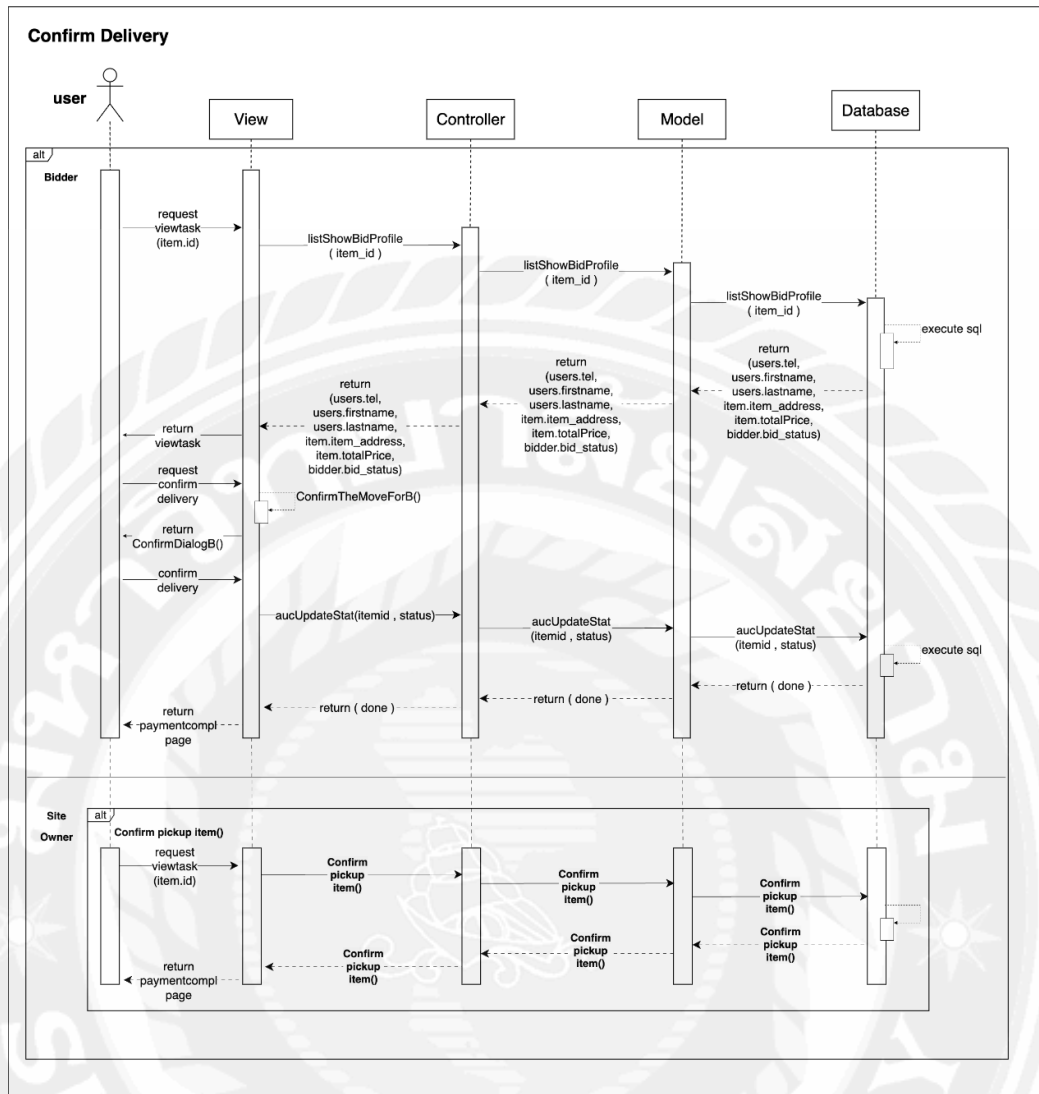 Confirm Delivery
user
View
Controller
Model
Database
alt
Bidder
request
viewtask
(item.id)
listShowBidProfile
( item_id )
listShowBidProfile
( item_id )
listShowBidProfile
( item_id )
execute sql
return
(users.tel,
users.firstname,
users.lastname,
item.item_address,
item.totalPrice,
bidder.bid_status)
return
(users.tel,
users.firstname,
users.lastname,
item.item_address,
item.totalPrice,
bidder.bid_status)
return
(users.tel,
users.firstname,
users.lastname,
item.item_address,
item.totalPrice,
bidder.bid_status)
return
viewtask
request
confirm
delivery
ConfirmTheMoveForB()
return
ConfirmDialogB()
confirm
delivery
aucUpdateStat(itemid , status)
aucUpdateStat
(itemid , status)
aucUpdateStat
(itemid , status)
execute sql
return ( done )
return ( done )
return ( done )
return
paymentcompl
page
Site
Owner
alt
Confirm pickup item()
request
viewtask
(item.id)
Confirm
pickup
item()
Confirm
pickup
item()
Confirm
pickup
item()
Confirm
pickup
item()
Confirm
pickup
item()
Confirm
pickup
item()
return
paymentcompl
page